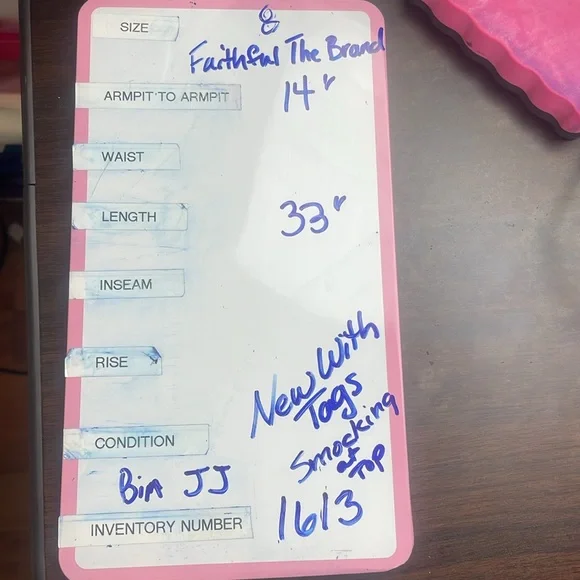 SIZE 8
Faithful The Brand
ARMPIT TO ARMPIT 14"
WAIST
LENGTH 33"
INSEAM
RISE
New With
Tags
CONDITION
Smocking
at Top
Bin JJ
INVENTORY NUMBER 1613